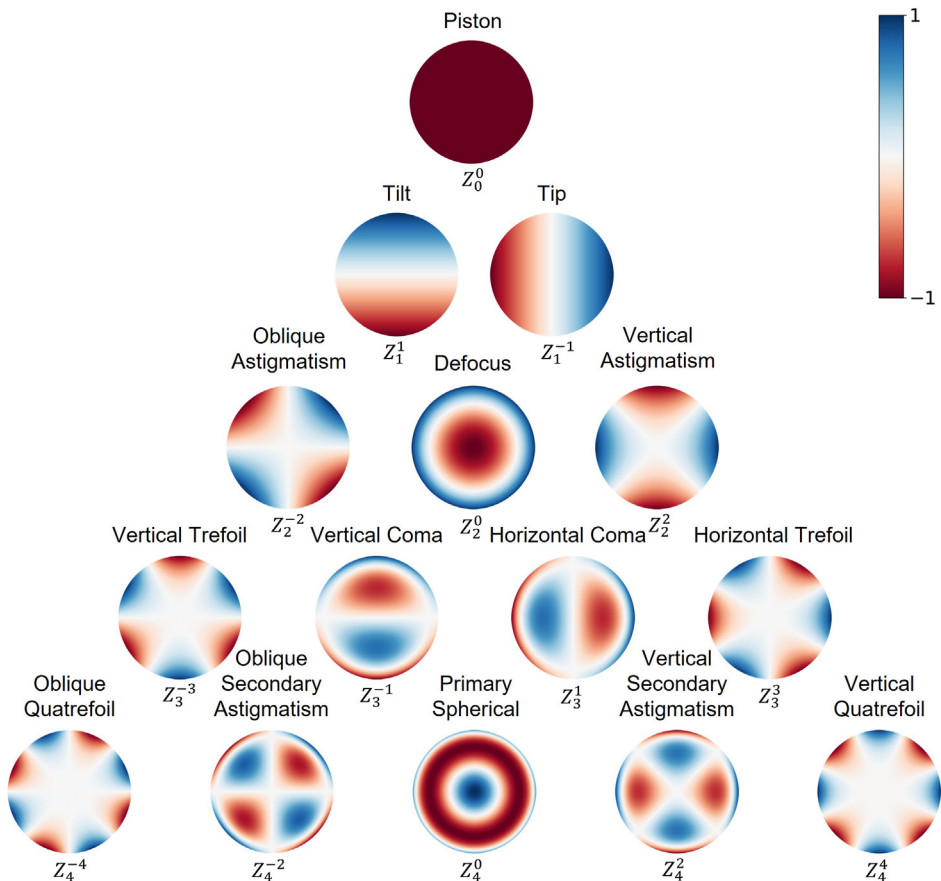 Piston
1
Z_0^0
Tilt
Tip
−1
Z_1^1
Z_1^{-1}
Oblique
Astigmatism
Defocus
Vertical
Astigmatism
Z_2^{-2}
Z_2^0
Z_2^2
Vertical Trefoil
Vertical Coma
Horizontal Coma
Horizontal Trefoil
Z_3^{-3}
Z_3^{-1}
Z_3^1
Z_3^3
Oblique
Quatrefoil
Oblique
Secondary
Astigmatism
Primary
Spherical
Vertical
Secondary
Astigmatism
Vertical
Quatrefoil
Z_4^{-4}
Z_4^{-2}
Z_4^0
Z_4^2
Z_4^4